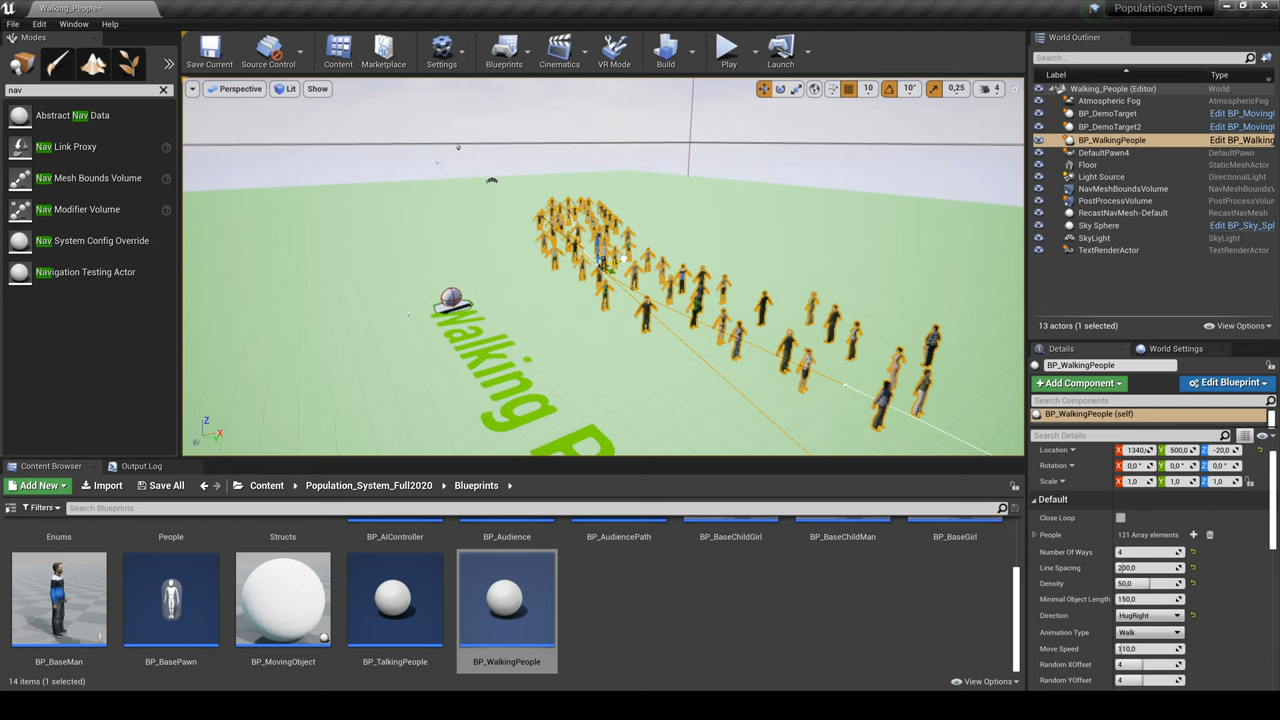 Walking_People*
PopulationSystem
File Edit Window Help
Modes
nav
Abstract Nav Data
Nav Link Proxy
Nav Mesh Bounds Volume
Nav Modifier Volume
Nav System Config Override
Navigation Testing Actor
Save Current Source Control Content Marketplace Settings Blueprints Cinematics VR Mode Build Play Launch
Perspective Lit Show 10 10° 0,25 4
Walking P
Z X
World Outliner
Search...
Label Type
Walking_People (Editor) World
Atmospheric Fog AtmosphericFog
BP_DemoTarget Edit BP_Moving
BP_DemoTarget2 Edit BP_Moving
BP_WalkingPeople Edit BP_Walking
DefaultPawn4 DefaultPawn
Floor StaticMeshActor
Light Source DirectionalLight
NavMeshBoundsVolume NavMeshBoundsV
PostProcessVolume PostProcessVolum
RecastNavMesh-Default RecastNavMesh
Sky Sphere Edit BP_Sky_Sp
SkyLight SkyLight
TextRenderActor TextRenderActor
13 actors (1 selected) View Options
Details World Settings
BP_WalkingPeople
+Add Component Edit Blueprint
Search Components
BP_WalkingPeople (self)
Search Details
Location X 1340, Y 500,0 Z -20,0
Rotation X 0,0 ° Y 0,0 ° Z 0,0 °
Scale X 1,0 Y 1,0 Z 1,0
Default
Close Loop
People 121 Array elements
Number Of Ways 4
Line Spacing 200,0
Density 50,0
Minimal Object Length 150,0
Direction HugRight
Animation Type Walk
Move Speed 110,0
Random XOffset 4
Random YOffset 4
Content Browser Output Log
Add New Import Save All Content Population_System_Full2020 Blueprints
Filters Search Blueprints
Enums People Structs BP_AIController BP_Audience BP_AudiencePath BP_BaseChildGirl BP_BaseChildMan BP_BaseGirl
BP_BaseMan BP_BasePawn BP_MovingObject BP_TalkingPeople BP_WalkingPeople
14 items (1 selected) View Options